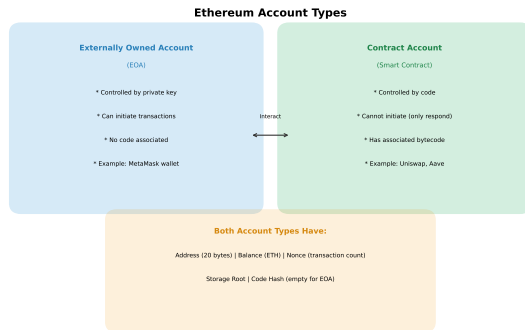 Ethereum Account Types
Externally Owned Account
(EOA)
* Controlled by private key
* Can initiate transactions
* No code associated
* Example: MetaMask wallet
Interact
Contract Account
(Smart Contract)
* Controlled by code
* Cannot initiate (only respond)
* Has associated bytecode
* Example: Uniswap, Aave
Both Account Types Have:
Address (20 bytes) | Balance (ETH) | Nonce (transaction count)
Storage Root | Code Hash (empty for EOA)